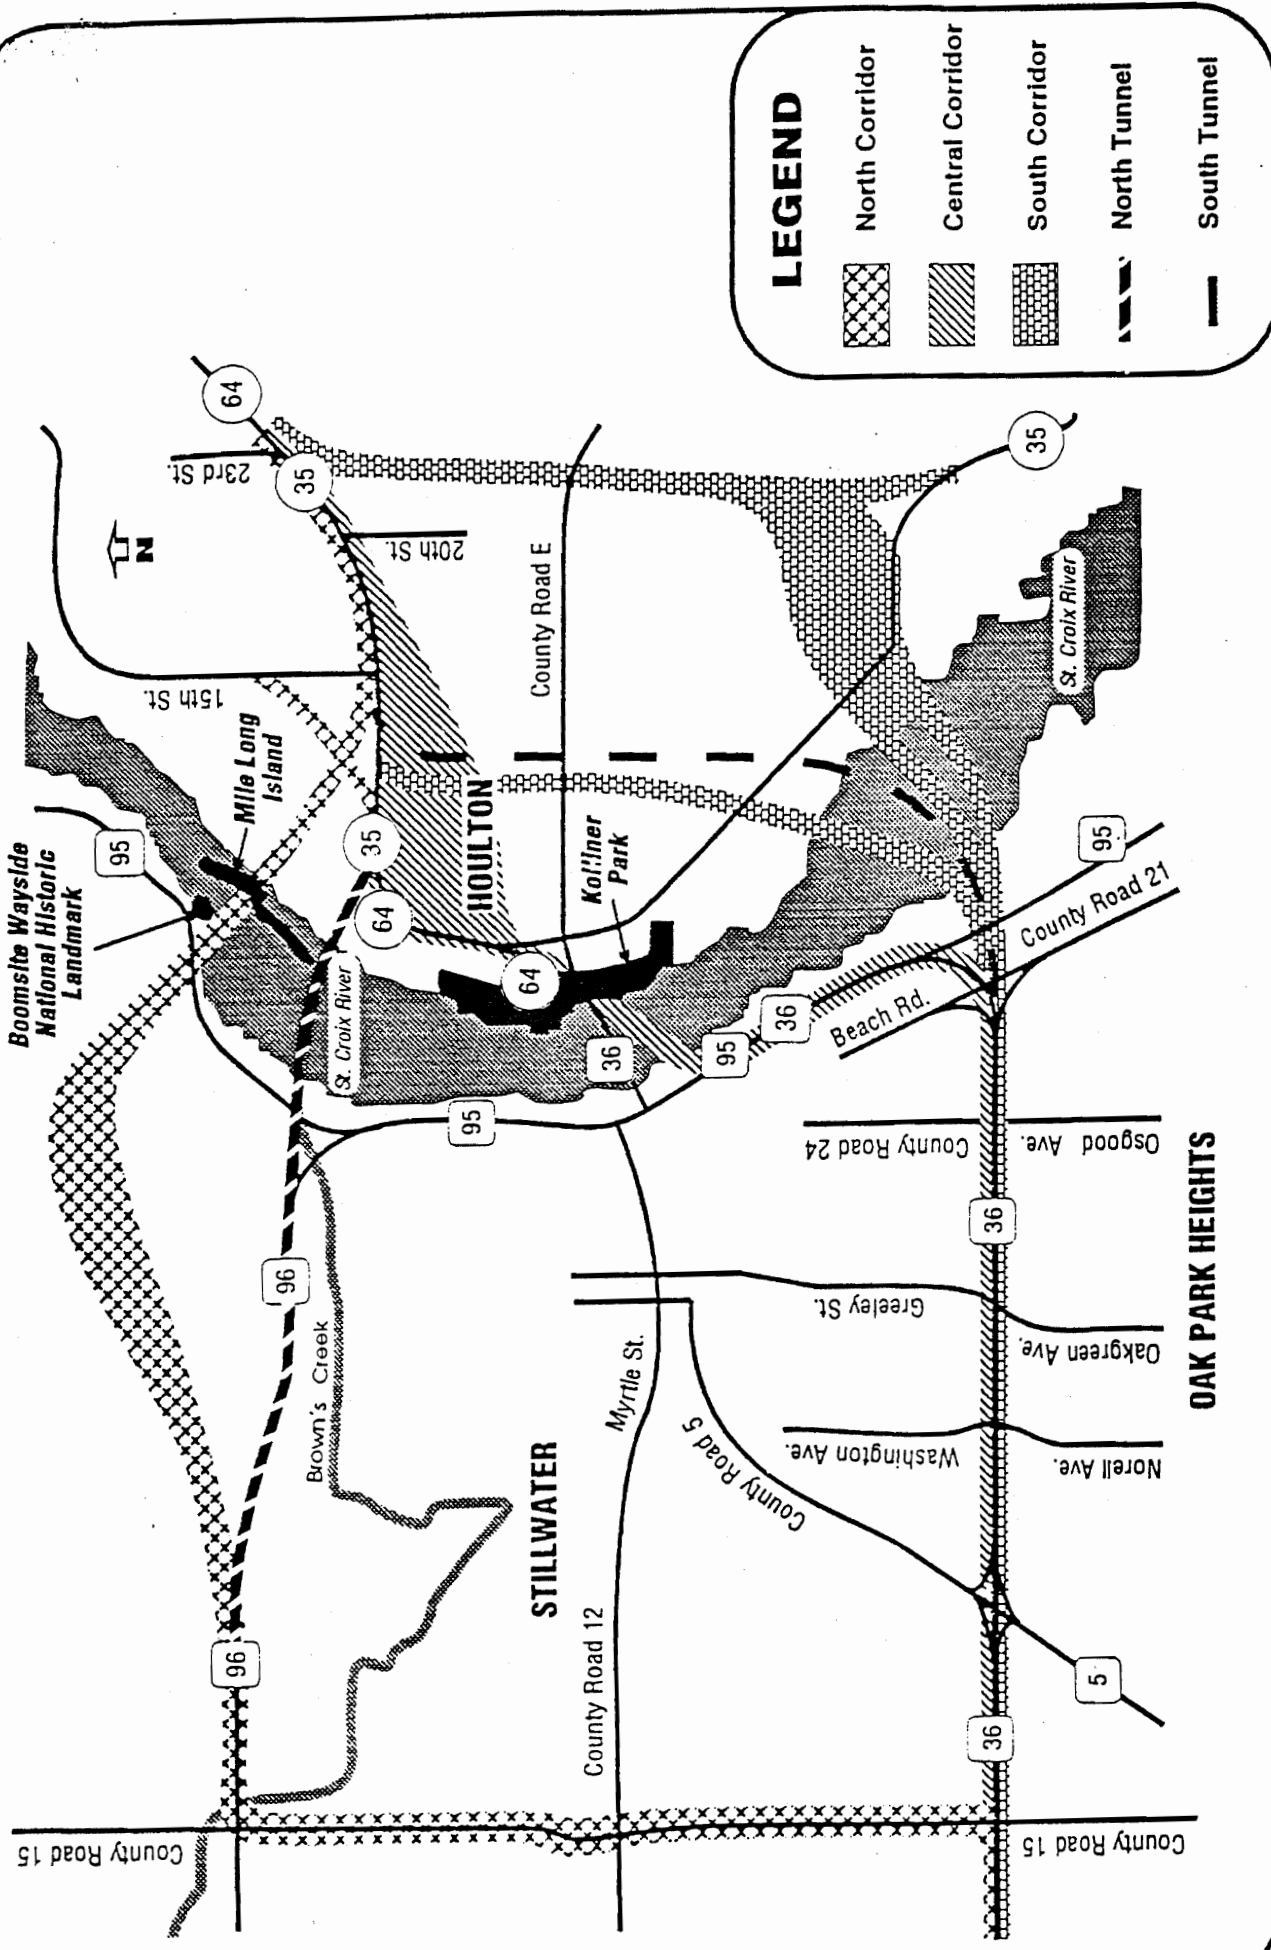 Boomsite Wayside
National Historic
Landmark
95
Mile Long
Island
15th St.
N
23rd St.
64
35
20th St.
35
64
HOULTON
County Road E
Kolliner
Park
64
St. Croix River
St. Croix River
35
96
96
Brown's Creek
95
36
95
36
Beach Rd.
County Road 21
95
STILLWATER
Myrtle St.
County Road 12
County Road 5
County Road 24
Osgood Ave.
Greeley St.
Oakgreen Ave.
Washington Ave.
Norell Ave.
36
36
5
County Road 15
County Road 15
OAK PARK HEIGHTS
LEGEND
North Corridor
Central Corridor
South Corridor
North Tunnel
South Tunnel